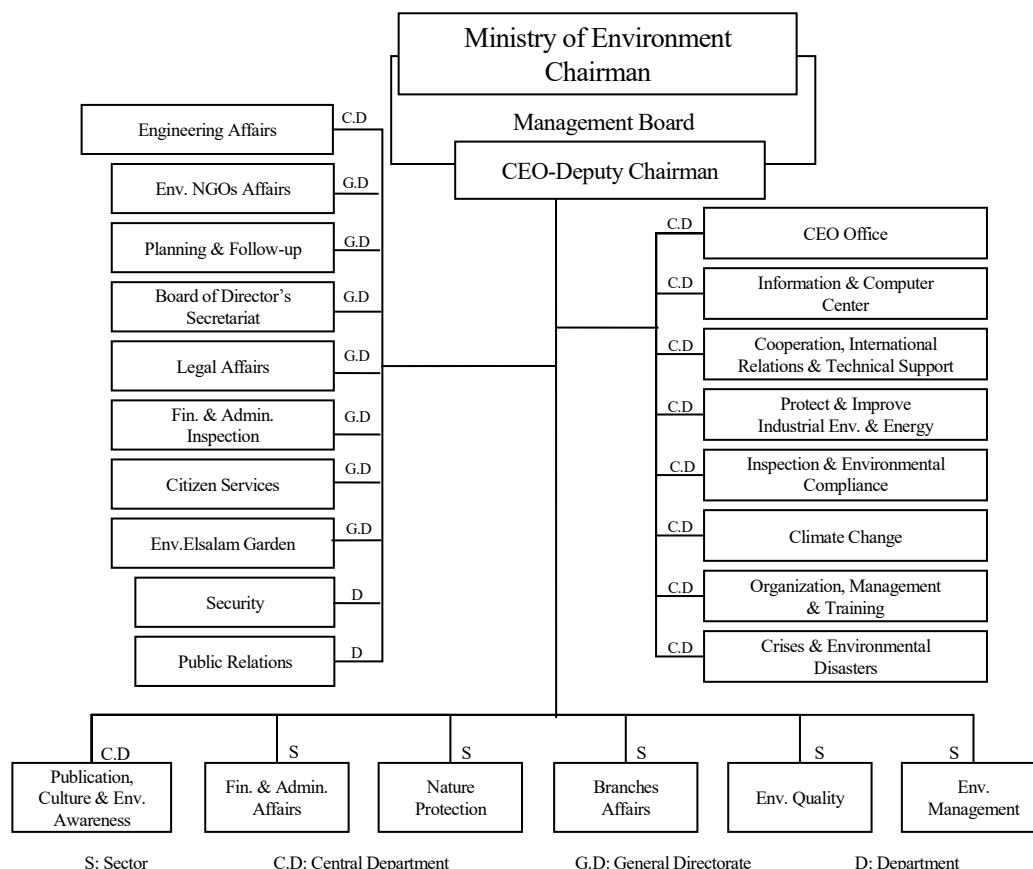 Ministry of Environment
Chairman
Management Board
CEO-Deputy Chairman
C.D
Engineering Affairs
G.D
Env. NGOs Affairs
G.D
Planning & Follow-up
G.D
Board of Director's
Secretariat
G.D
Legal Affairs
G.D
Fin. & Admin.
Inspection
G.D
Citizen Services
G.D
Env.Elsalam Garden
D
Security
D
Public Relations
C.D
CEO Office
C.D
Information & Computer
Center
C.D
Cooperation, International
Relations & Technical Support
C.D
Protect & Improve
Industrial Env. & Energy
C.D
Inspection & Environmental
Compliance
C.D
Climate Change
C.D
Organization, Management
& Training
C.D
Crises & Environmental
Disasters
C.D
Publication,
Culture & Env.
Awareness
S
Fin. & Admin.
Affairs
S
Nature
Protection
S
Branches
Affairs
S
Env. Quality
S
Env.
Management
S: Sector C.D: Central Department G.D: General Directorate D: Department